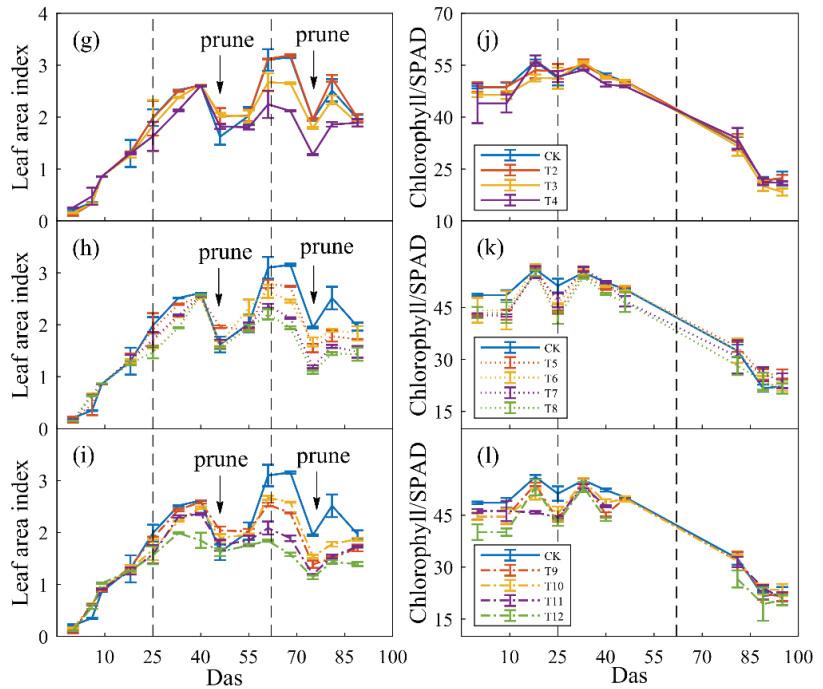 (g)
prune
prune
Leaf area index
4
3
2
1
0
(j)
Chlorophyll/SPAD
70
55
40
25
10
CK
T2
T3
T4
(h)
prune
prune
Leaf area index
3
2
1
0
(k)
Chlorophyll/SPAD
45
30
15
CK
T5
T6
T7
T8
(i)
prune
prune
Leaf area index
4
3
2
1
0
10 25 40 55 70 85 100
Das
(l)
Chlorophyll/SPAD
45
30
15
CK
T9
T10
T11
T12
10 25 40 55 70 85 100
Das